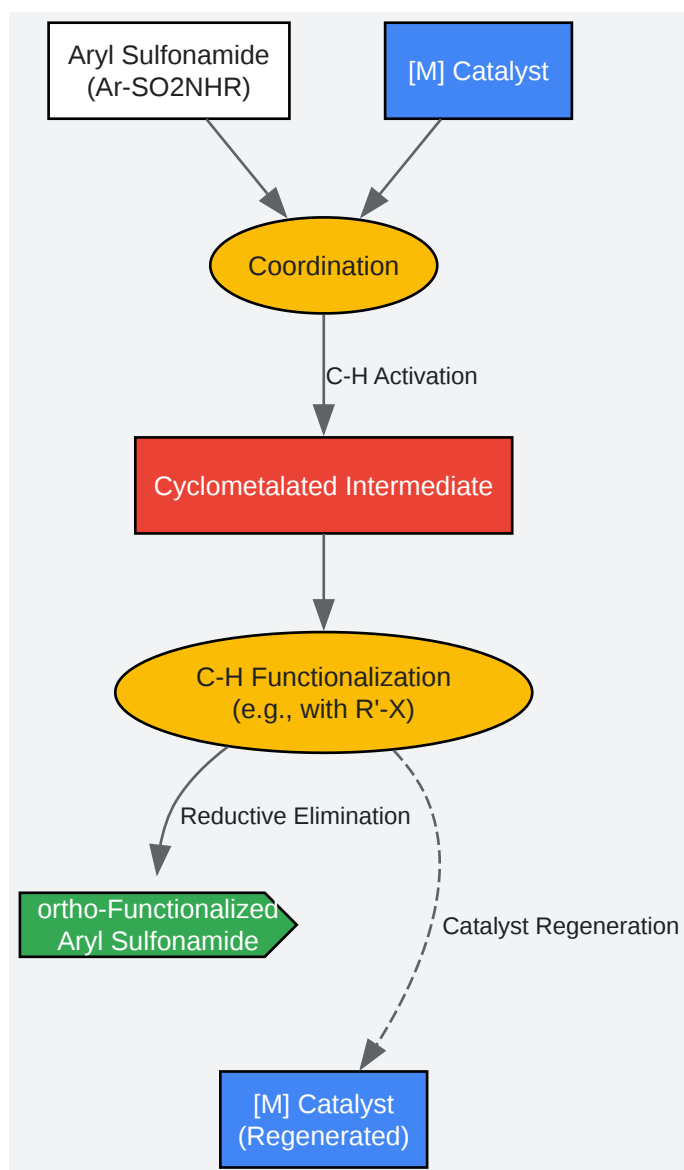 Aryl Sulfonamide
(Ar-SO2NHR)
[M] Catalyst
Coordination
C-H Activation
Cyclometalated Intermediate
C-H Functionalization
(e.g., with R'-X)
Reductive Elimination
ortho-Functionalized
Aryl Sulfonamide
Catalyst Regeneration
[M] Catalyst
(Regenerated)